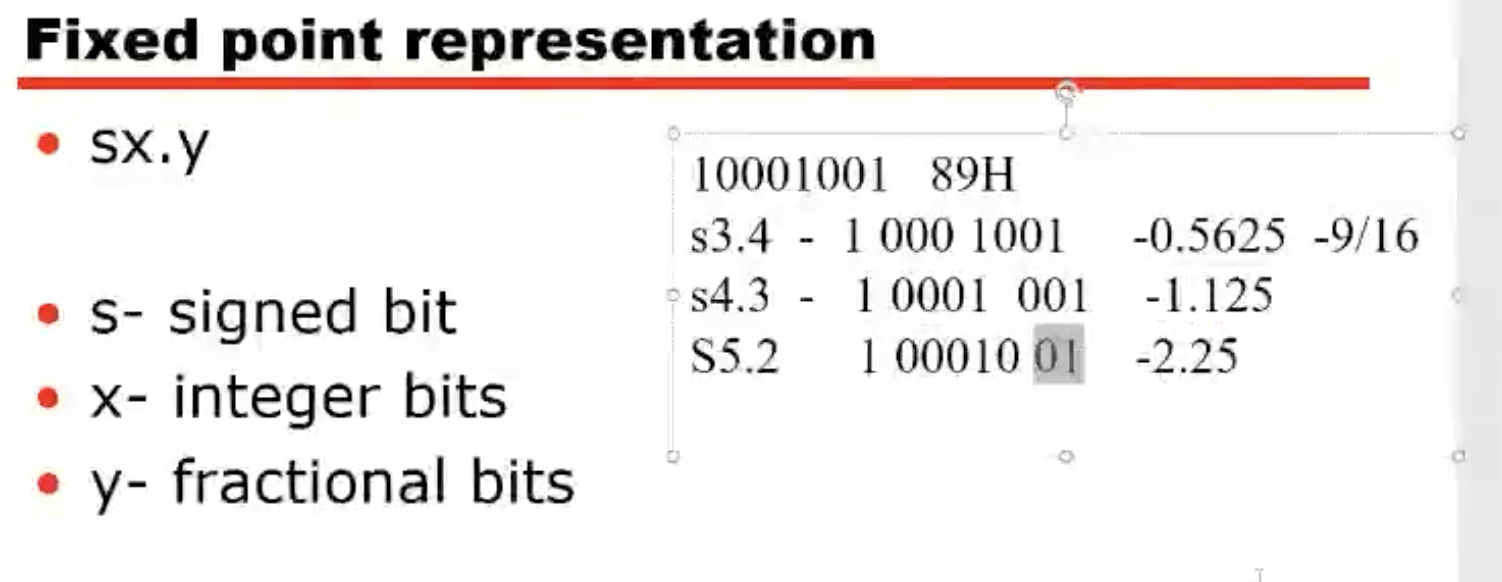 Fixed point representation
• sx.y
• s- signed bit
• x- integer bits
• y- fractional bits
10001001 89H
s3.4 - 1 000 1001 -0.5625 -9/16
s4.3 - 1 0001 001 -1.125
S5.2 1 00010 01 -2.25